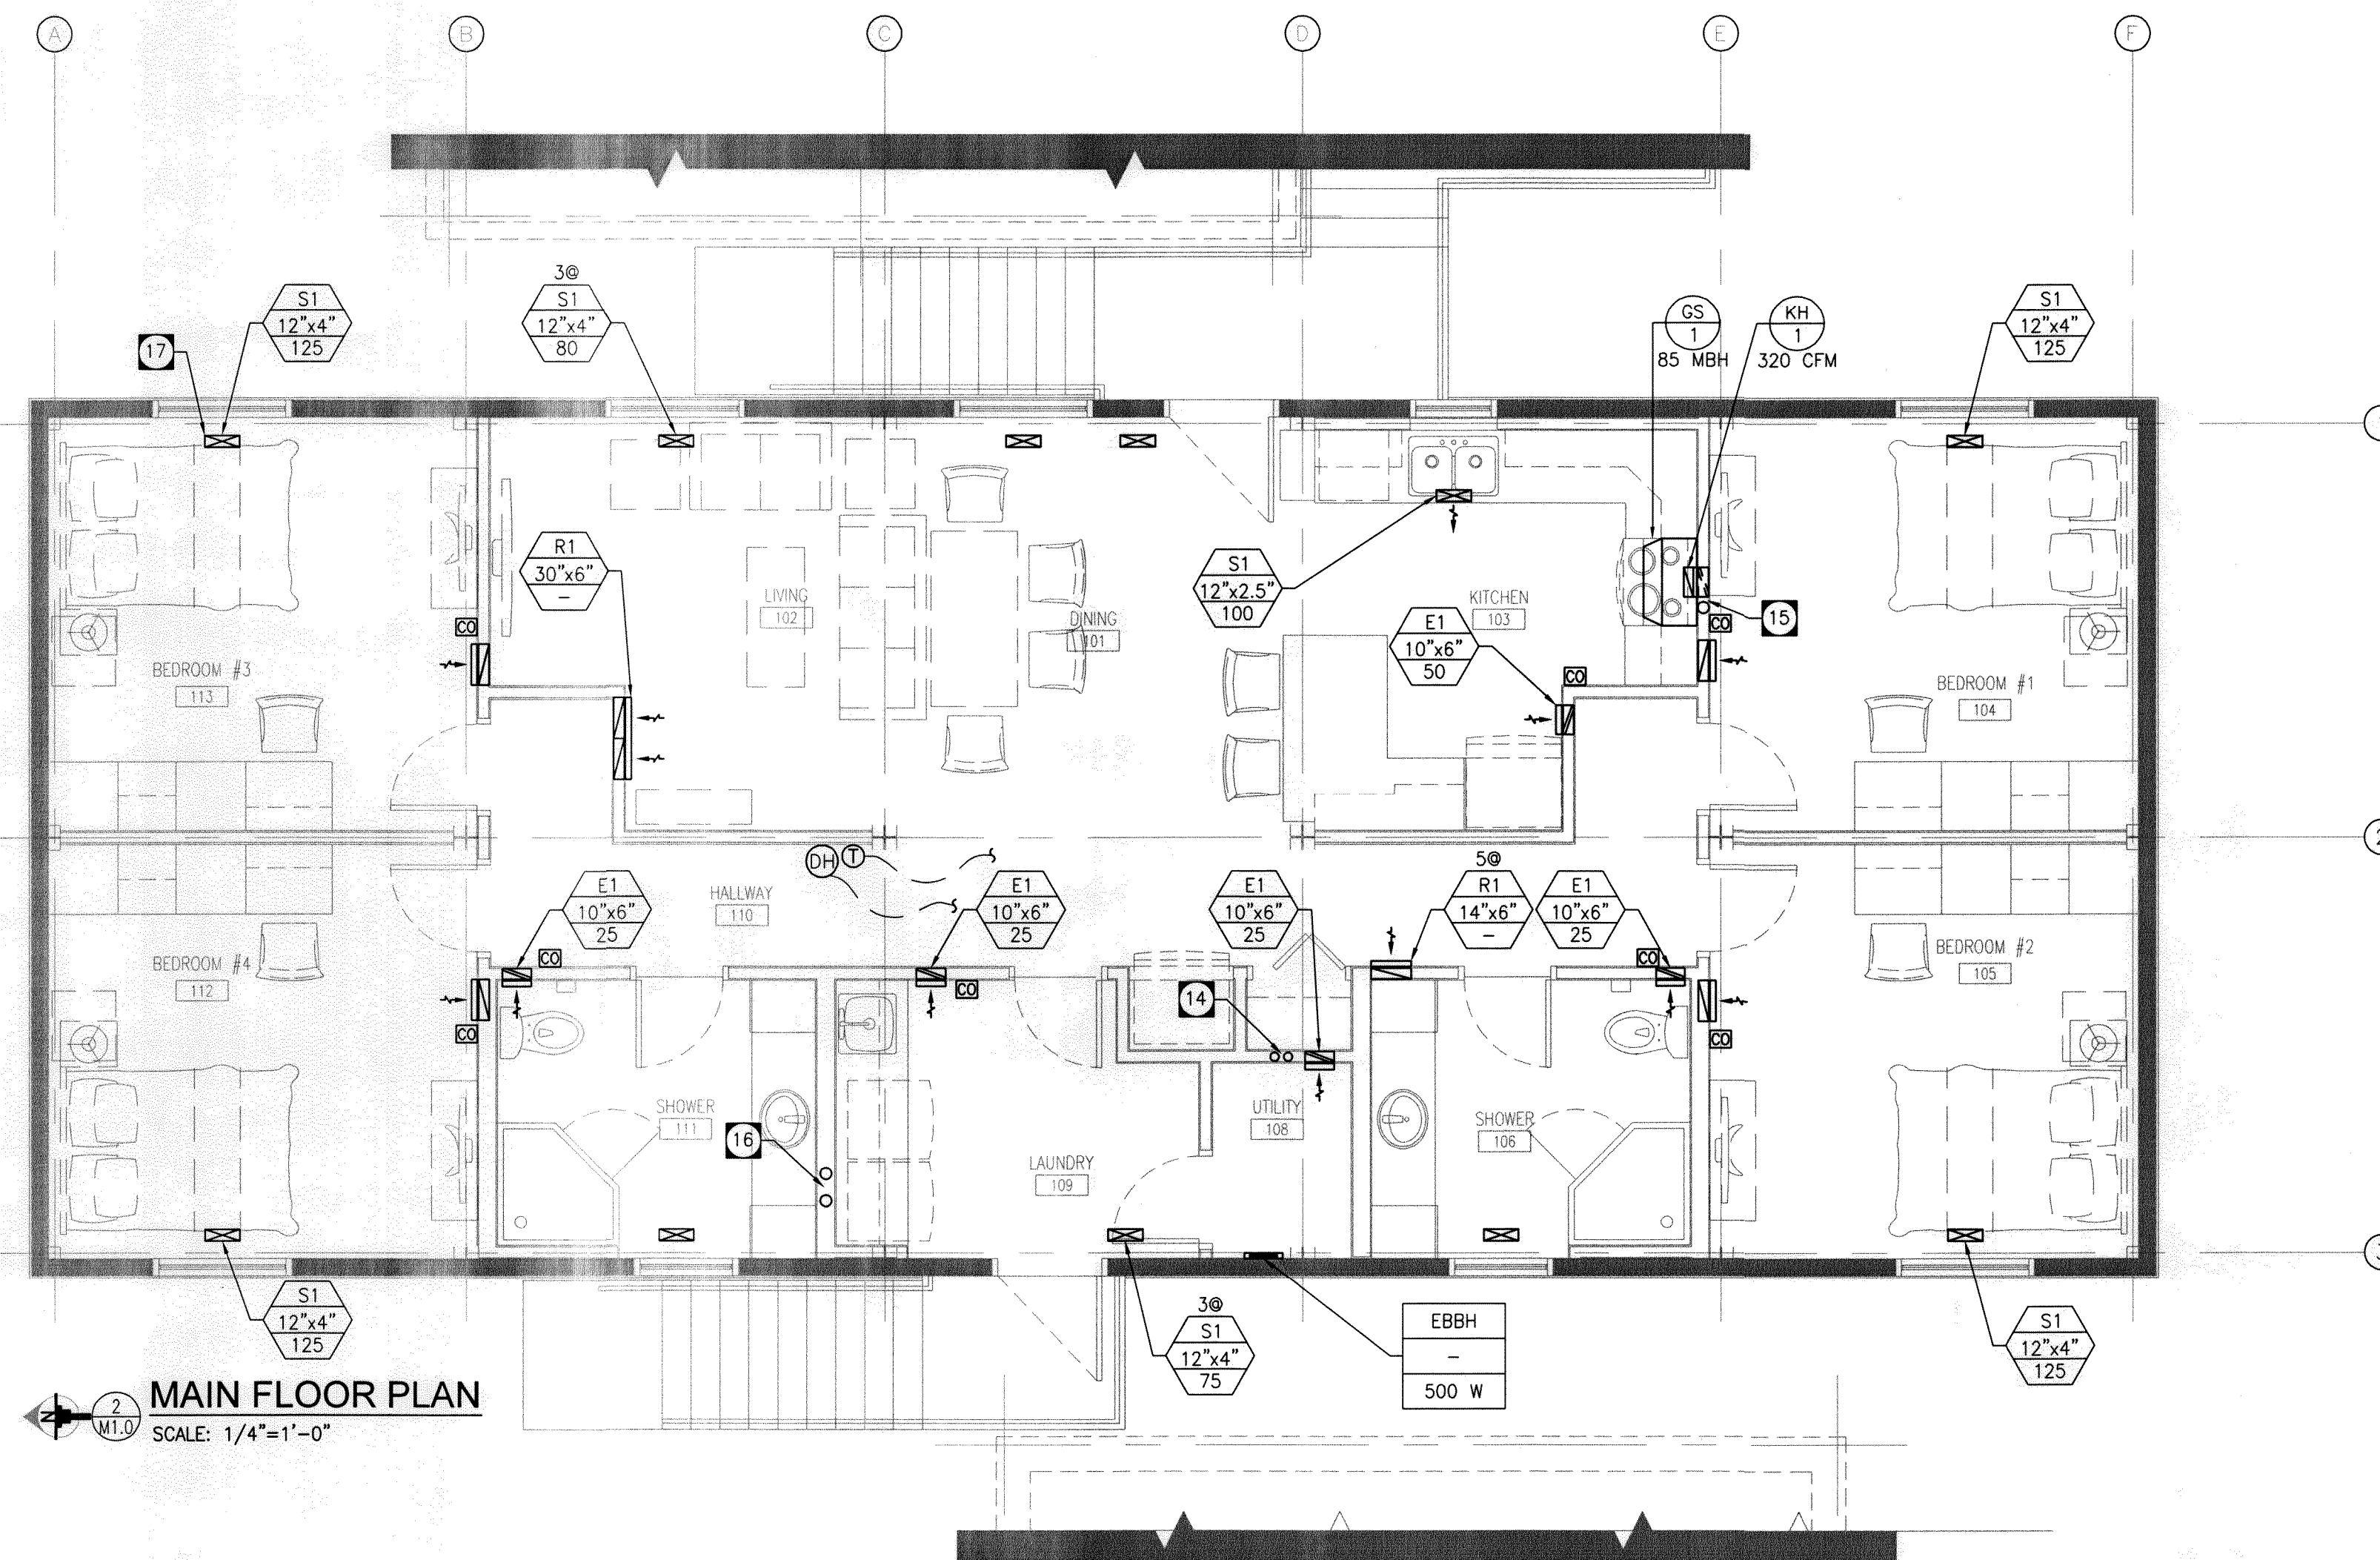 A
B
C
D
E
F
3@
S1
12"x4"
125
17
S1
12"x4"
80
GS
1
85 MBH
KH
1
320 CFM
S1
12"x4"
125
R1
30"x6"
–
LIVING
102
DINING
101
S1
12"x2.5"
100
KITCHEN
103
E1
10"x6"
50
15
CO
CO
CO
BEDROOM #3
113
BEDROOM #1
104
DH
T
HALLWAY
110
E1
10"x6"
25
E1
10"x6"
25
E1
10"x6"
25
5@
R1
14"x6"
–
E1
10"x6"
25
BEDROOM #4
112
BEDROOM #2
105
CO
CO
CO
CO
CO
14
SHOWER
111
16
LAUNDRY
109
UTILITY
108
SHOWER
106
S1
12"x4"
125
3@
S1
12"x4"
75
EBBH
–
500 W
S1
12"x4"
125
N
2
M1.0
MAIN FLOOR PLAN
SCALE: 1/4"=1'-0"